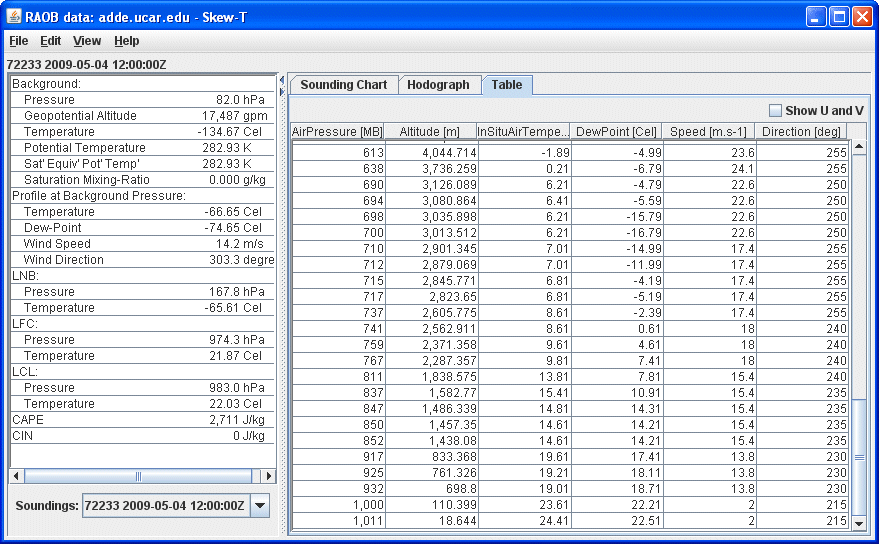 RAOB data: adde.ucar.edu - Skew-T
File Edit View Help
72233 2009-05-04 12:00:00Z
Background:
Pressure 82.0 hPa
Geopotential Altitude 17,487 gpm
Temperature -134.67 Cel
Potential Temperature 282.93 K
Sat' Equiv' Pot' Temp' 282.93 K
Saturation Mixing-Ratio 0.000 g/kg
Profile at Background Pressure:
Temperature -66.65 Cel
Dew-Point -74.65 Cel
Wind Speed 14.2 m/s
Wind Direction 303.3 degre
LNB:
Pressure 167.8 hPa
Temperature -65.61 Cel
LFC:
Pressure 974.3 hPa
Temperature 21.87 Cel
LCL:
Pressure 983.0 hPa
Temperature 22.03 Cel
CAPE 2,711 J/kg
CIN 0 J/kg
Soundings: 72233 2009-05-04 12:00:00Z
Sounding Chart Hodograph Table
Show U and V
AirPressure [MB] Altitude [m] InSituAirTempe... DewPoint [Cel] Speed [m.s-1] Direction [deg]
613 4,044.714 -1.89 -4.99 23.6 255
638 3,736.259 0.21 -6.79 24.1 255
690 3,126.089 6.21 -4.79 22.6 250
694 3,080.864 6.41 -5.59 22.6 250
698 3,035.898 6.21 -15.79 22.6 250
700 3,013.512 6.21 -16.79 22.6 250
710 2,901.345 7.01 -14.99 17.4 255
712 2,879.069 7.01 -11.99 17.4 255
715 2,845.771 6.81 -4.19 17.4 255
717 2,823.65 6.81 -5.19 17.4 255
737 2,605.775 8.61 -2.39 17.4 255
741 2,562.911 8.61 0.61 18 240
759 2,371.358 9.61 4.61 18 240
767 2,287.357 9.81 7.41 18 240
811 1,838.575 13.81 7.81 15.4 240
837 1,582.77 15.41 10.91 15.4 235
847 1,486.339 14.81 14.31 15.4 235
850 1,457.35 14.61 14.21 15.4 235
852 1,438.08 14.61 14.21 15.4 235
917 833.368 19.61 17.41 13.8 230
925 761.326 19.21 18.11 13.8 230
932 698.8 19.01 18.71 13.8 230
1,000 110.399 23.61 22.21 2 215
1,011 18.644 24.41 22.51 2 215